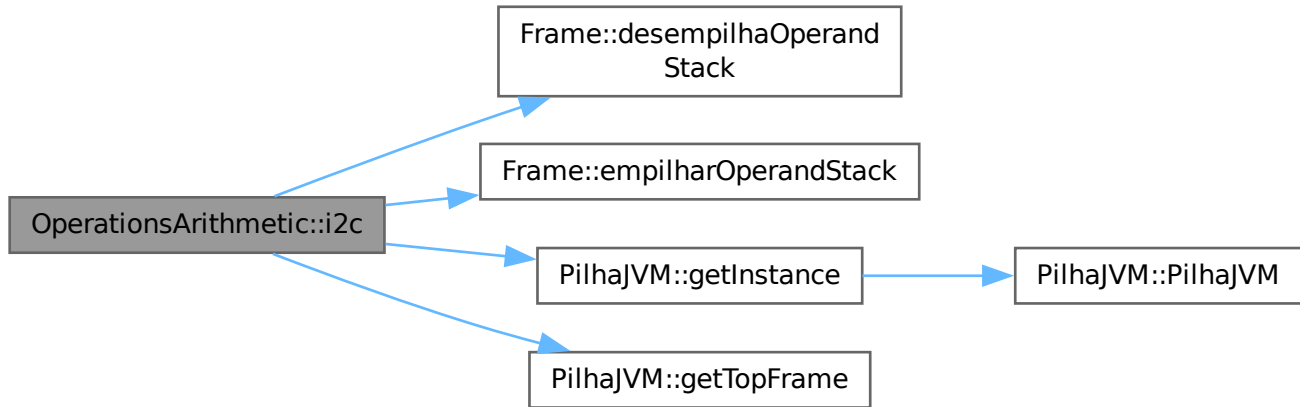 Frame::desempilhaOperand
Stack
Frame::empilharOperandStack
OperationsArithmetic::i2c
PilhaJVM::getInstance
PilhaJVM::PilhaJVM
PilhaJVM::getTopFrame